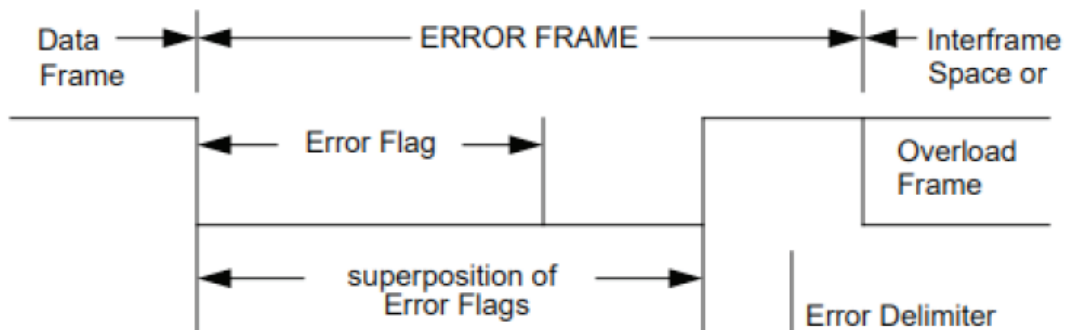 Data
Frame
ERROR FRAME
Interframe
Space or
Error Flag
Overload
Frame
superposition of
Error Flags
Error Delimiter